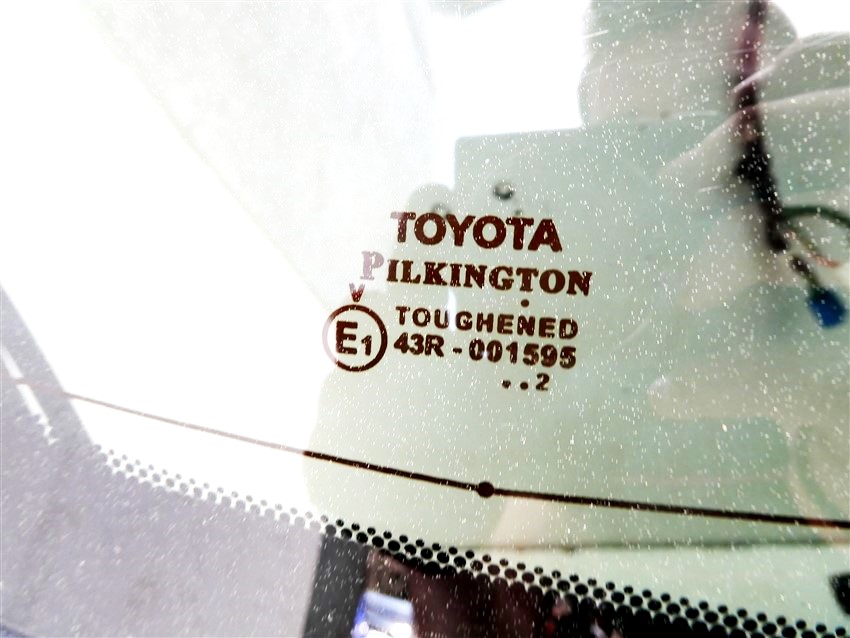 TOYOTA
PILKINGTON
V
E1
TOUGHENED
43R - 001595
..2